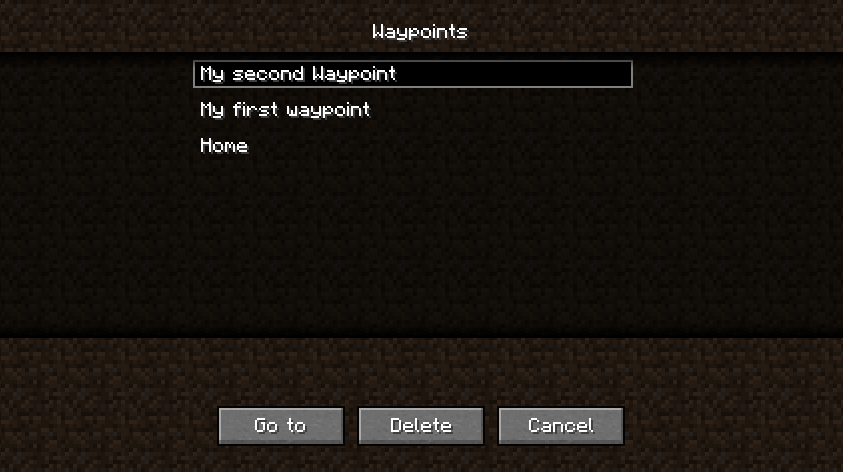 Waypoints
My second Waypoint
My first waypoint
Home
Go to
Delete
Cancel